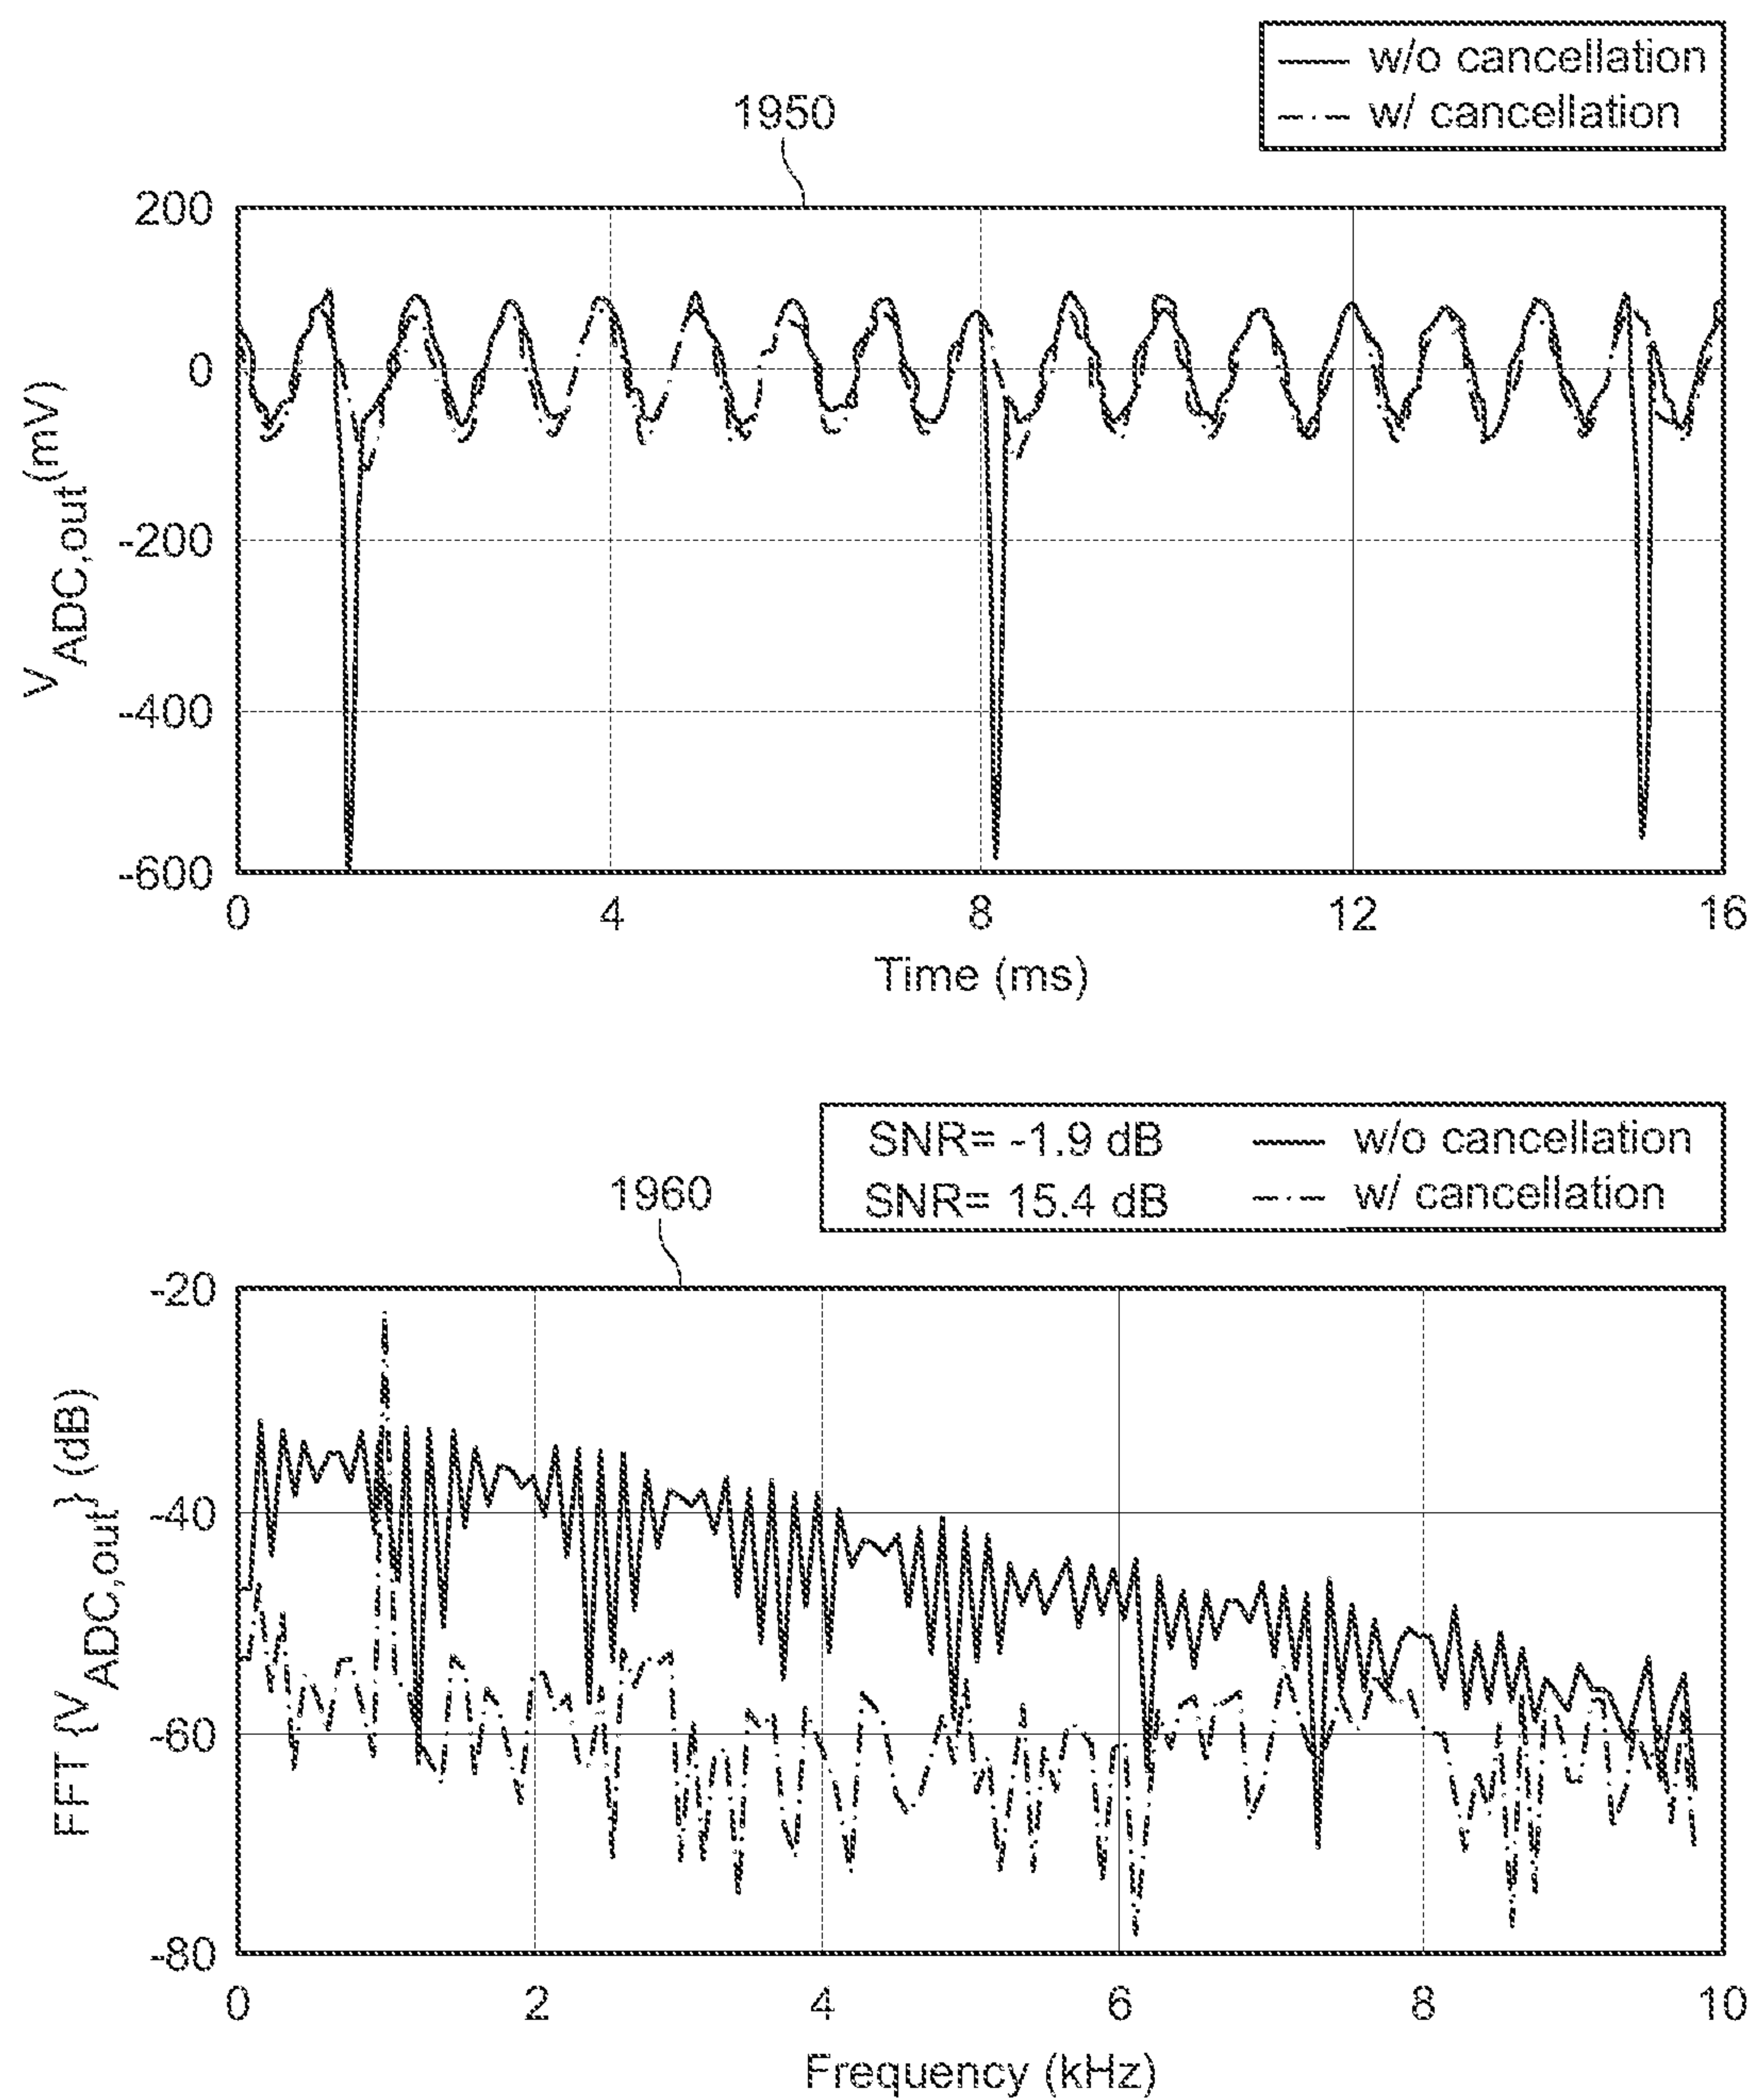 w/o cancellation
w/ cancellation
1950
200
0
-200
-400
-600
V ADC,out (mV)
0 4 8 12 16
Time (ms)
SNR= -1.9 dB w/o cancellation
SNR= 15.4 dB w/ cancellation
1960
-20
-40
-60
-80
FFT {V ADC,out} (dB)
0 2 4 6 8 10
Frequency (kHz)